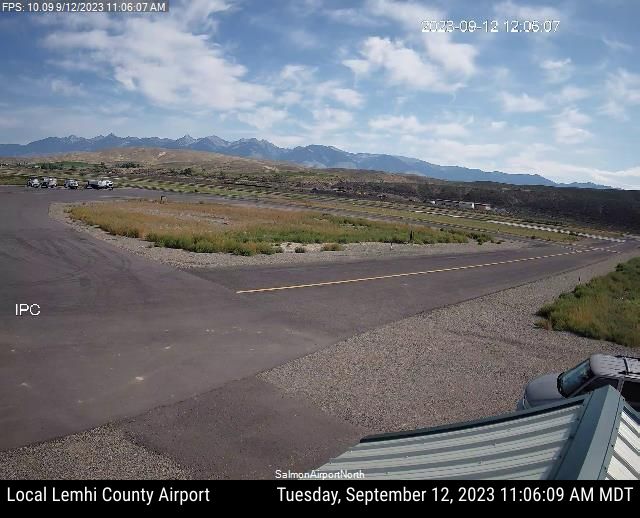 FPS: 10.09 9/12/2023 11:06:07 AM
2023-09-12 12:05:07
IPC
SalmonAirportNorth
Local Lemhi County Airport Tuesday, September 12, 2023 11:06:09 AM MDT